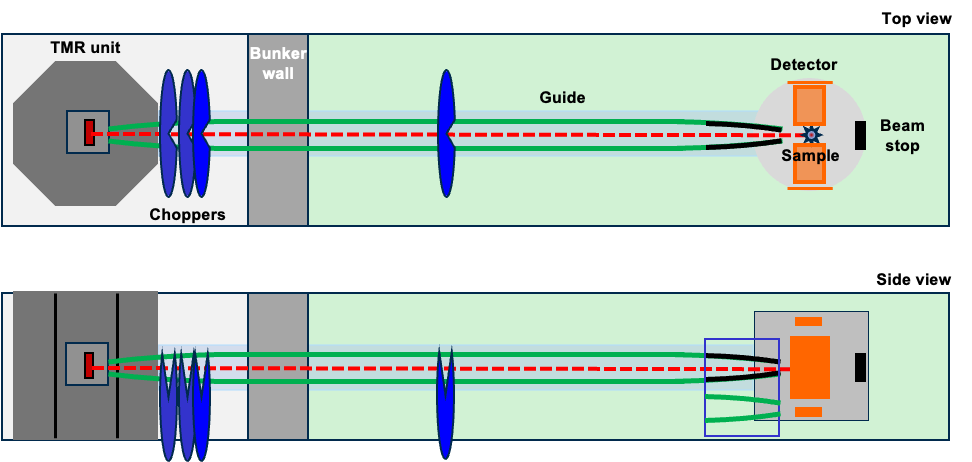 Top view
TMR unit
Bunker
wall
Detector
Guide
Beam
stop
Sample
Choppers
Side view